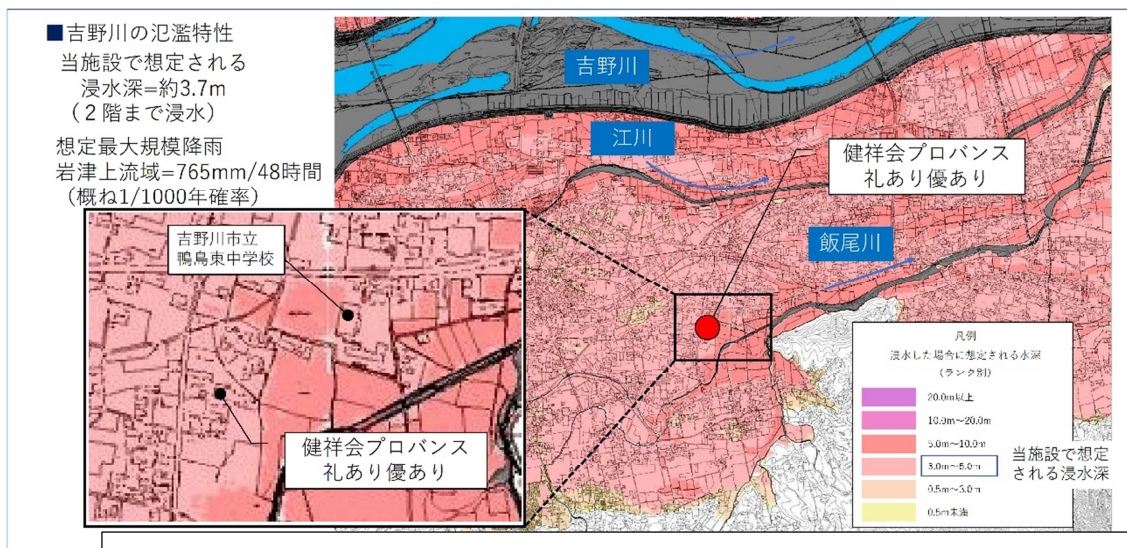 ■吉野川の氾濫特性
当施設で想定される
浸水深=約3.7m
(2階まで浸水)
想定最大規模降雨
岩津上流域=765mm/48時間
(概ね1/1000年確率)
吉野川
江川
健祥会プロバンス
礼あり優あり
飯尾川
吉野川市立
鴨島東中学校
健祥会プロバンス
礼あり優あり
凡例
浸水した場合に想定される水深
(ランク別)
20.0m以上
10.0m〜20.0m
5.0m〜10.0m
3.0m〜5.0m
0.5m〜3.0m
0.5m未満
当施設で想定
される浸水深